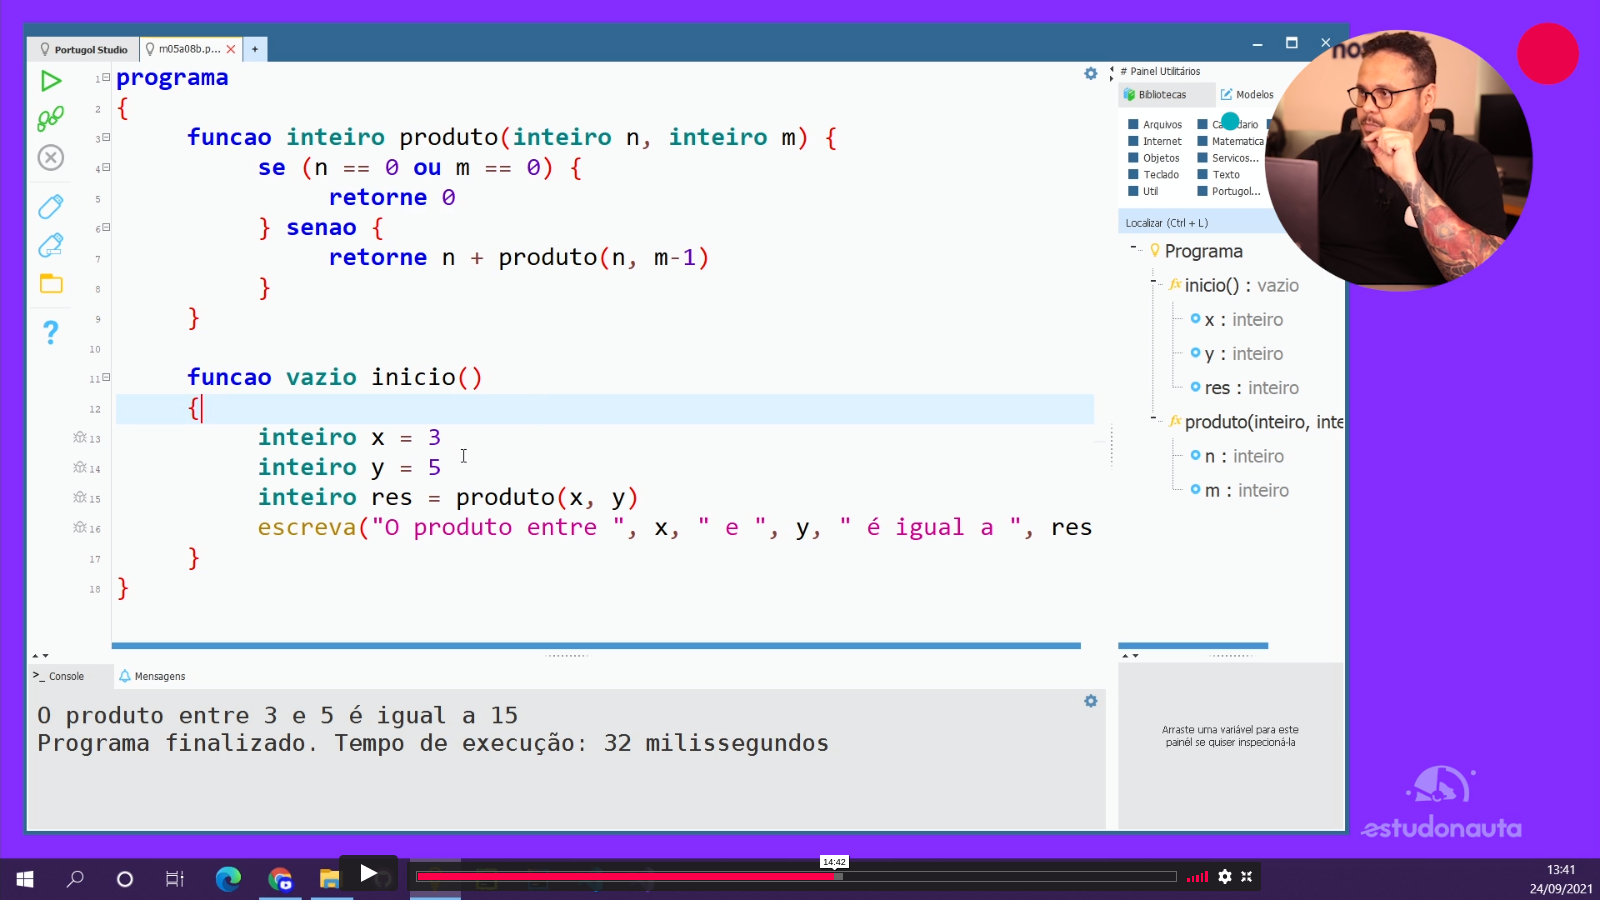 Portugol Studio
m05a08b.p...
+
1 programa
2 {
3 funcao inteiro produto(inteiro n, inteiro m) {
4 se (n == 0 ou m == 0) {
5 retorne 0
6 } senao {
7 retorne n + produto(n, m-1)
8 }
9 }
10
11 funcao vazio inicio()
12 {
13 inteiro x = 3
14 inteiro y = 5
15 inteiro res = produto(x, y)
16 escreva("O produto entre ", x, " e ", y, " é igual a ", res
17 }
18 }
# Painel Utilitários
Bibliotecas
Modelos
Arquivos
Internet Matematica
Objetos Servicos...
Teclado Texto
Util Portugol...
Localizar (Ctrl + L)
Programa
inicio() : vazio
x : inteiro
y : inteiro
res : inteiro
produto(inteiro, inte
n : inteiro
m : inteiro
>_ Console
Mensagens
O produto entre 3 e 5 é igual a 15
Programa finalizado. Tempo de execução: 32 milissegundos
Arraste uma variável para este
painél se quiser inspecioná-la
estudonauta
14:42
13:41
24/09/2021